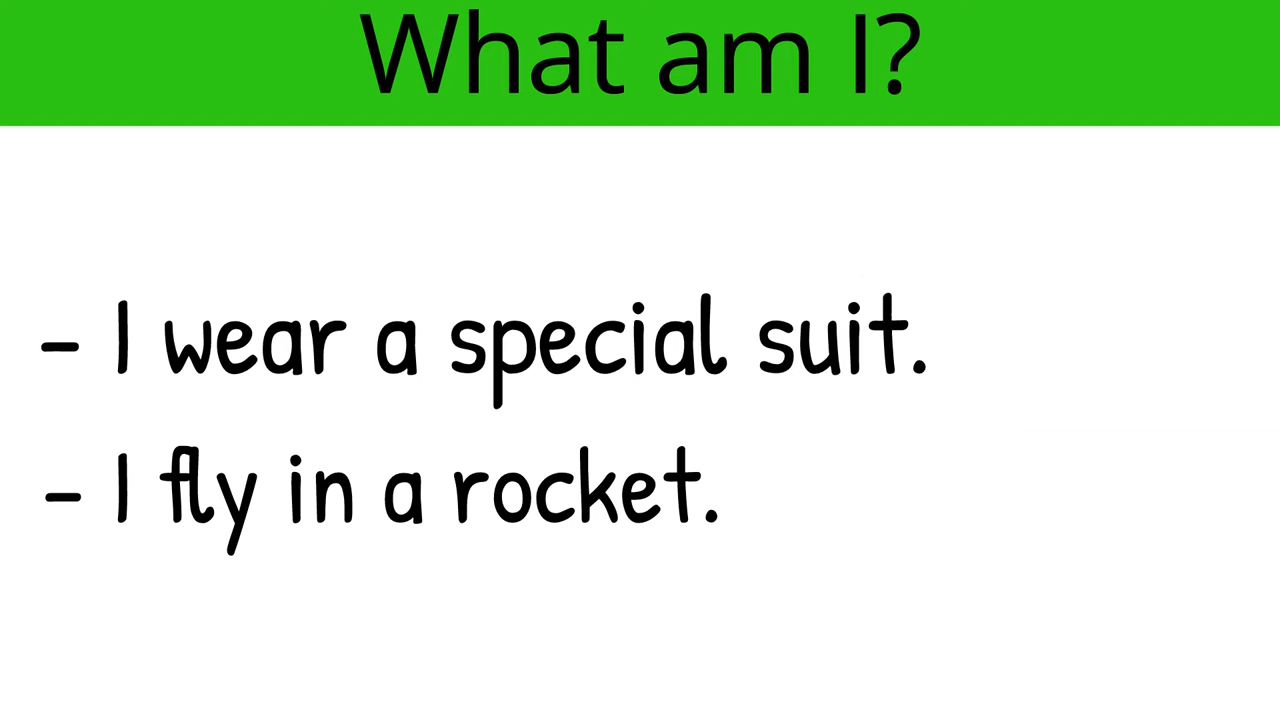 What am I?
- I wear a special suit.
- I fly in a rocket.